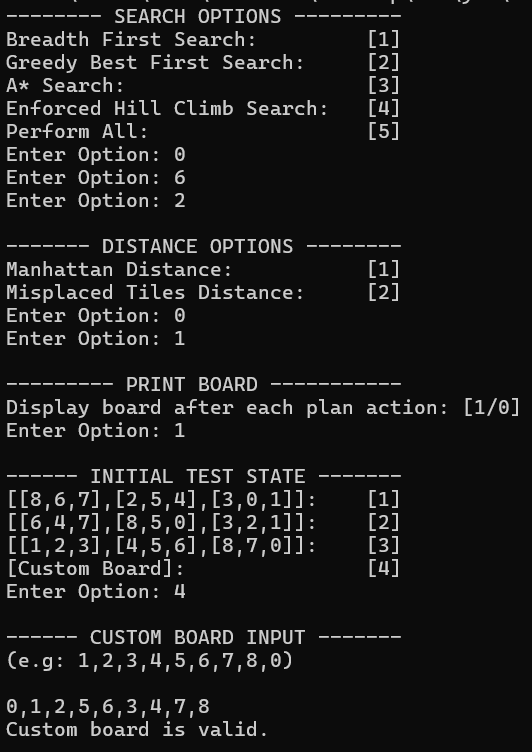 -------- SEARCH OPTIONS ---------
Breadth First Search:         [1]
Greedy Best First Search:     [2]
A* Search:                    [3]
Enforced Hill Climb Search:   [4]
Perform All:                  [5]
Enter Option: 0
Enter Option: 6
Enter Option: 2

------- DISTANCE OPTIONS --------
Manhattan Distance:           [1]
Misplaced Tiles Distance:     [2]
Enter Option: 0
Enter Option: 1

--------- PRINT BOARD -----------
Display board after each plan action: [1/0]
Enter Option: 1

------ INITIAL TEST STATE -------
[[8,6,7],[2,5,4],[3,0,1]]:    [1]
[[6,4,7],[8,5,0],[3,2,1]]:    [2]
[[1,2,3],[4,5,6],[8,7,0]]:    [3]
[Custom Board]:               [4]
Enter Option: 4

------ CUSTOM BOARD INPUT -------
(e.g: 1,2,3,4,5,6,7,8,0)

0,1,2,5,6,3,4,7,8
Custom board is valid.